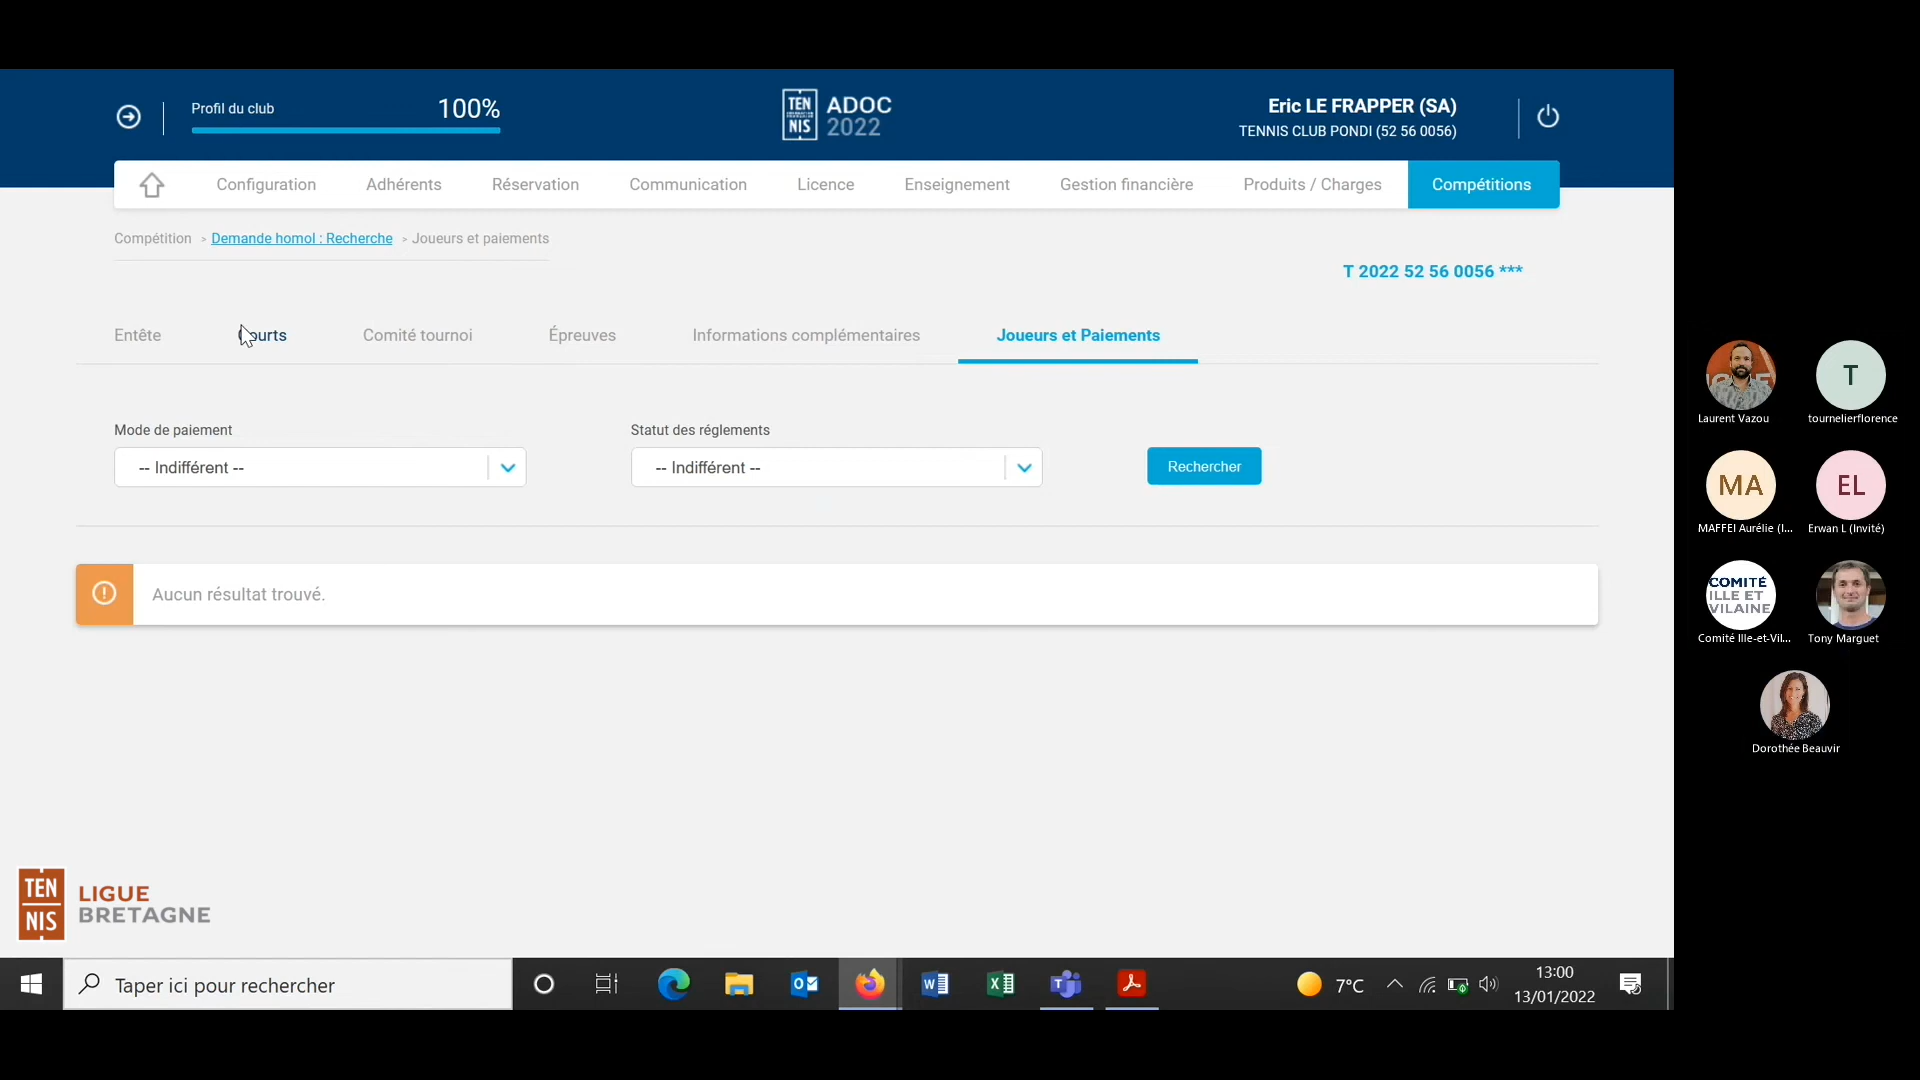 Profil du club
100%
TEN
NIS
ADOC
2022
Eric LE FRAPPER (SA)
TENNIS CLUB PONDI (52 56 0056)
Configuration
Adhérents
Réservation
Communication
Licence
Enseignement
Gestion financière
Produits / Charges
Compétitions
Compétition > Demande homol : Recherche > Joueurs et paiements
T 2022 52 56 0056 ***
Entête
Comité tournoi
Épreuves
Informations complémentaires
Joueurs et Paiements
Mode de paiement
Statut des réglements
-- Indifférent --
-- Indifférent --
Rechercher
Aucun résultat trouvé.
TEN
NIS
LIGUE
BRETAGNE
Laurent Vazou
T
tournelierflorence
MA
MAFFEI Aurélie (I...
EL
Erwan L (Invité)
COMITÉ
ILLE ET
VILAINE
Comité Ille-et-Vil...
Tony Marguet
Dorothée Beauvir
Taper ici pour rechercher
7°C
13:00
13/01/2022